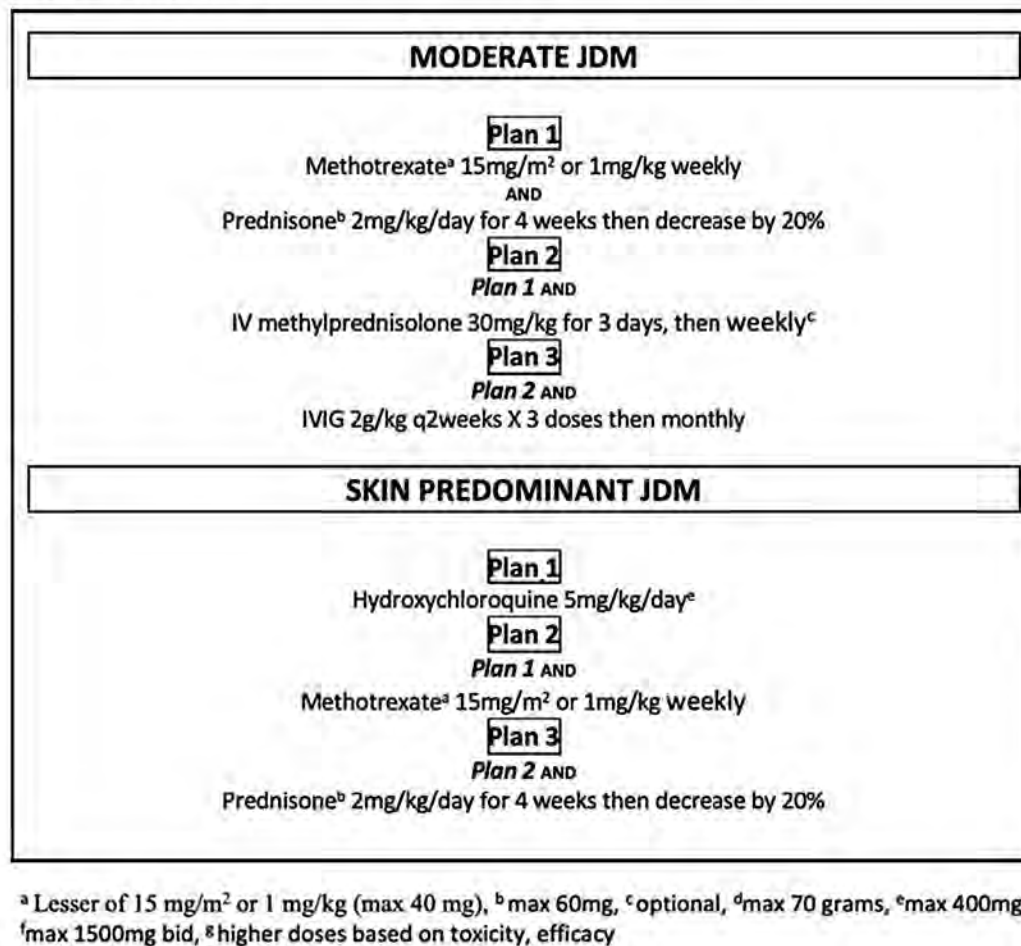 MODERATE JDM
Plan 1
Methotrexateᵃ 15mg/m² or 1mg/kg weekly
AND
Prednisoneᵇ 2mg/kg/day for 4 weeks then decrease by 20%
Plan 2
Plan 1 AND
IV methylprednisolone 30mg/kg for 3 days, then weeklyᶜ
Plan 3
Plan 2 AND
IVIG 2g/kg q2weeks X 3 doses then monthly
SKIN PREDOMINANT JDM
Plan 1
Hydroxychloroquine 5mg/kg/dayᵉ
Plan 2
Plan 1 AND
Methotrexateᵃ 15mg/m² or 1mg/kg weekly
Plan 3
Plan 2 AND
Prednisoneᵇ 2mg/kg/day for 4 weeks then decrease by 20%
ᵃ Lesser of 15 mg/m² or 1 mg/kg (max 40 mg), ᵇ max 60mg, ᶜ optional, ᵈmax 70 grams, ᵉmax 400mg
ᶠmax 1500mg bid, ᵍ higher doses based on toxicity, efficacy